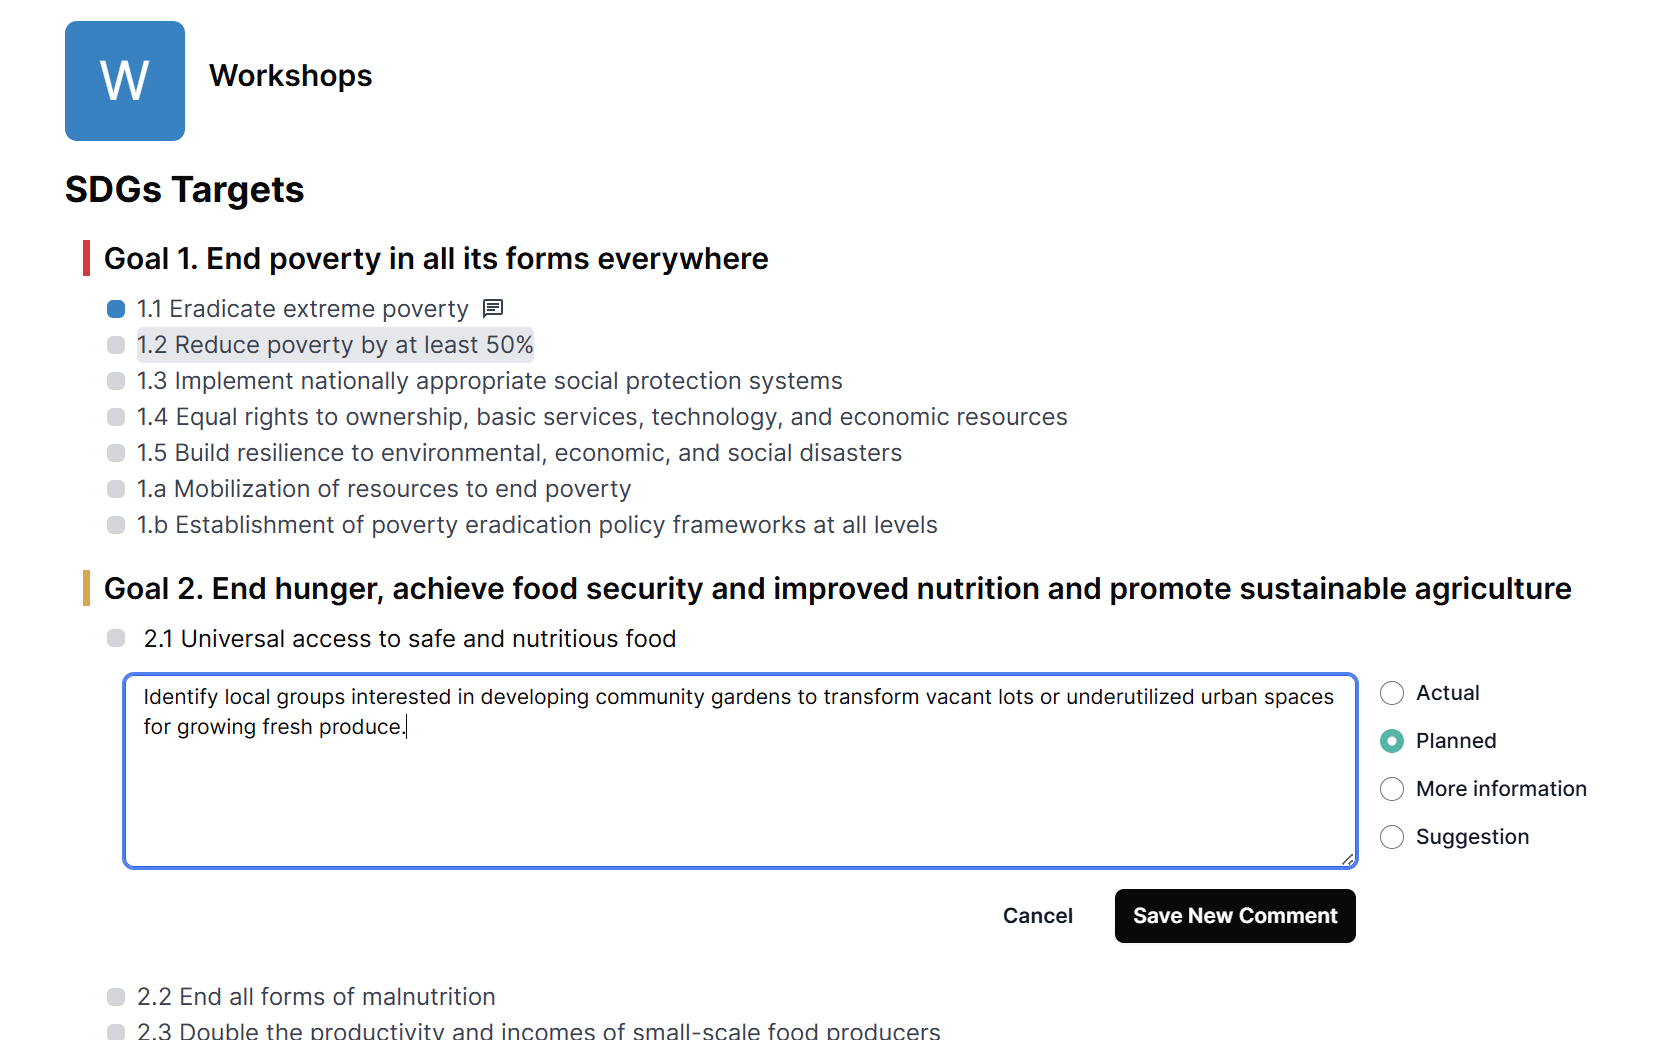 W
Workshops
SDGs Targets
Goal 1. End poverty in all its forms everywhere
1.1 Eradicate extreme poverty
1.2 Reduce poverty by at least 50%
1.3 Implement nationally appropriate social protection systems
1.4 Equal rights to ownership, basic services, technology, and economic resources
1.5 Build resilience to environmental, economic, and social disasters
1.a Mobilization of resources to end poverty
1.b Establishment of poverty eradication policy frameworks at all levels
Goal 2. End hunger, achieve food security and improved nutrition and promote sustainable agriculture
2.1 Universal access to safe and nutritious food
Identify local groups interested in developing community gardens to transform vacant lots or underutilized urban spaces
for growing fresh produce.
Actual
Planned
More information
Suggestion
Cancel
Save New Comment
2.2 End all forms of malnutrition
2.3 Double the productivity and incomes of small-scale food producers